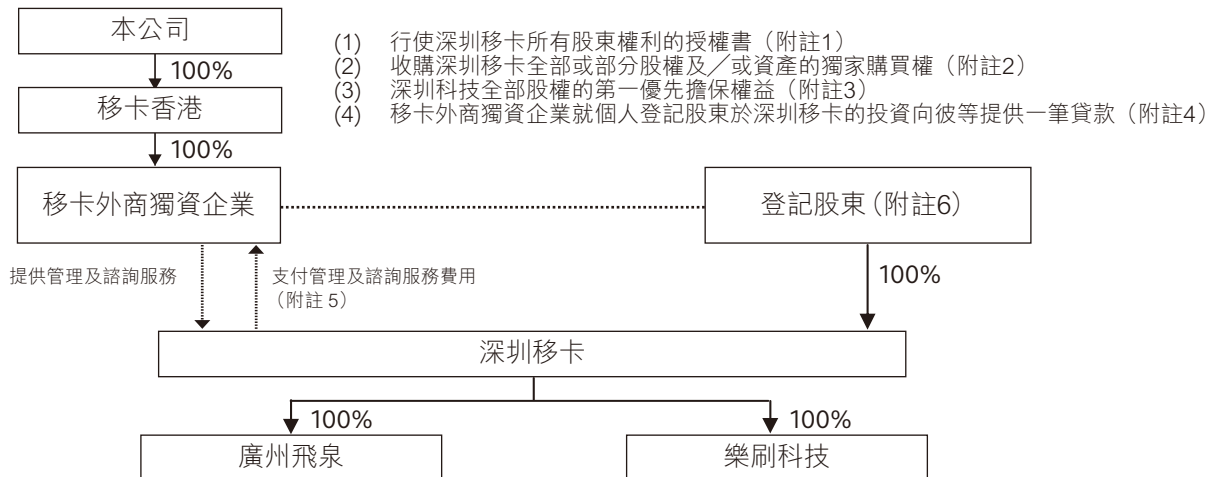 本公司
(1) 行使深圳移卡所有股東權利的授權書（附註1）
(2) 收購深圳移卡全部或部分股權及／或資產的獨家購買權（附註2）
(3) 深圳科技全部股權的第一優先擔保權益（附註3）
(4) 移卡外商獨資企業就個人登記股東於深圳移卡的投資向彼等提供一筆貸款（附註4）
100%
移卡香港
100%
移卡外商獨資企業
登記股東（附註6）
提供管理及諮詢服務
支付管理及諮詢服務費用
（附註 5）
100%
深圳移卡
100%
100%
廣州飛泉
樂刷科技